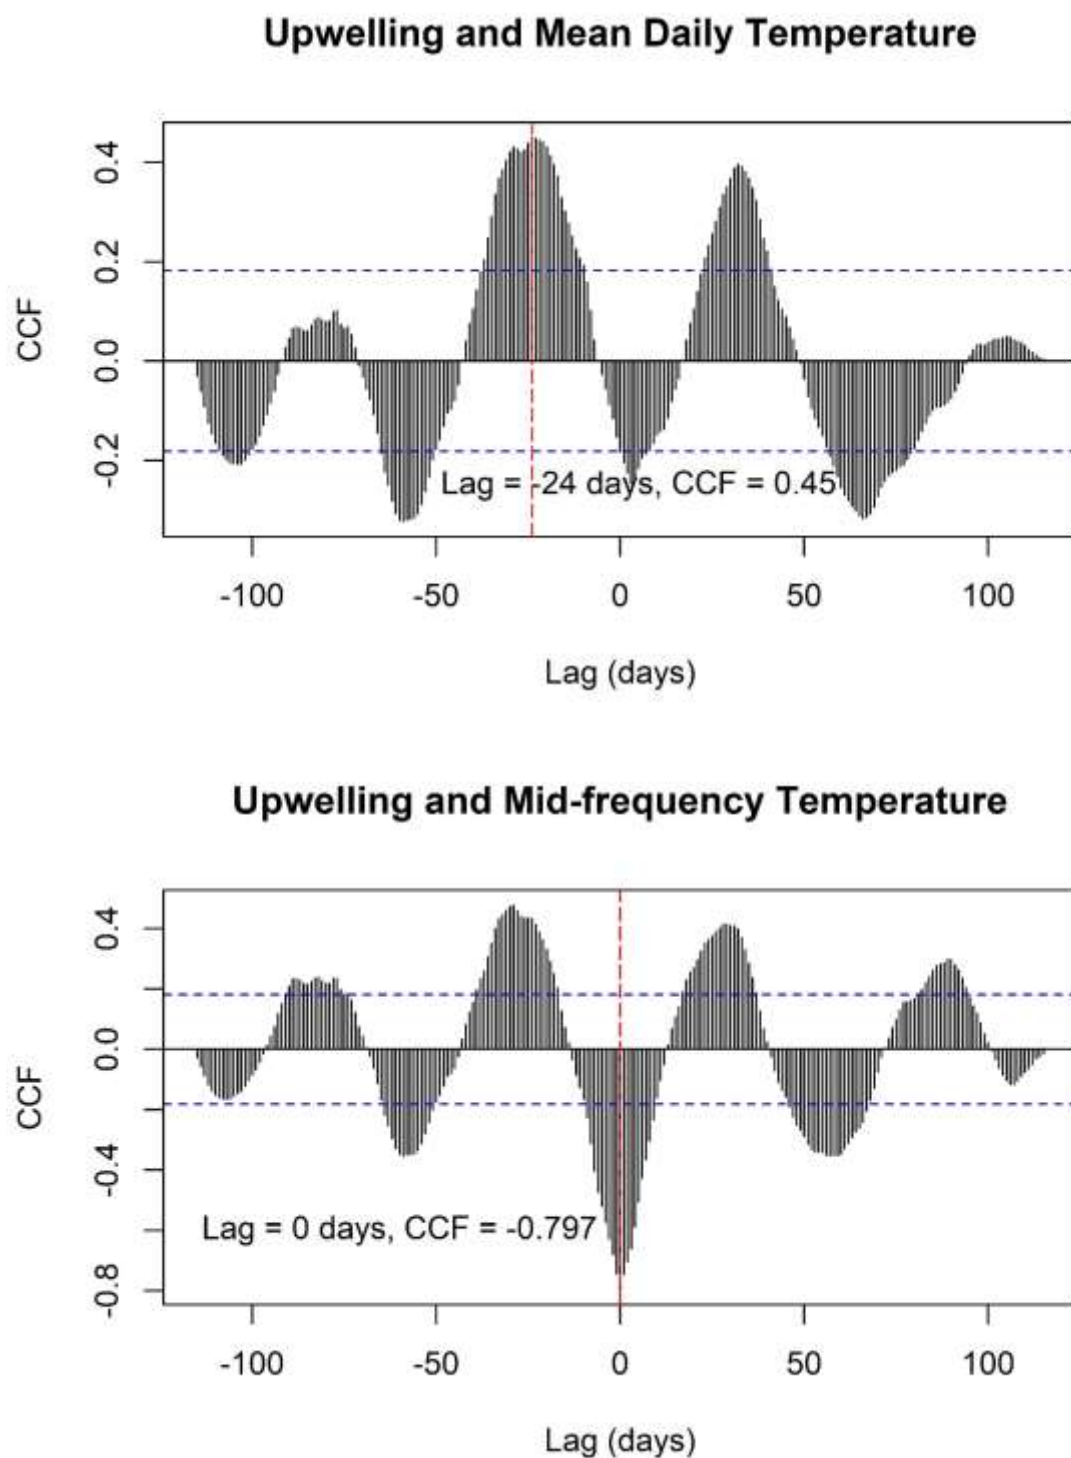 Upwelling and Mean Daily Temperature
0.4
0.2
0.0
-0.2
CCF
Lag = -24 days, CCF = 0.45
-100 -50 0 50 100
Lag (days)
Upwelling and Mid-frequency Temperature
0.4
0.0
-0.4
-0.8
CCF
Lag = 0 days, CCF = -0.797
-100 -50 0 50 100
Lag (days)